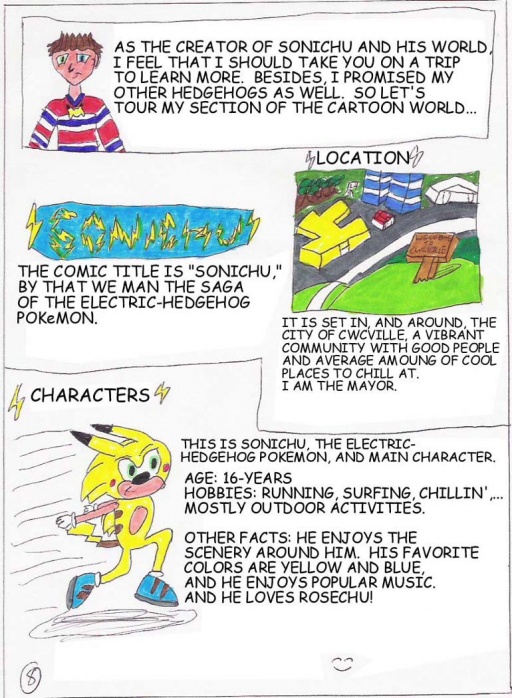 AS THE CREATOR OF SONICHU AND HIS WORLD,
I FEEL THAT I SHOULD TAKE YOU ON A TRIP
TO LEARN MORE. BESIDES, I PROMISED MY
OTHER HEDGEHOGS AS WELL. SO LET'S
TOUR MY SECTION OF THE CARTOON WORLD...
LOCATION
SONICHU
WELCOME
TO
CWCVILLE
THE COMIC TITLE IS "SONICHU,"
BY THAT WE MAN THE SAGA
OF THE ELECTRIC-HEDGEHOG
POKeMON.
IT IS SET IN, AND AROUND, THE
CITY OF CWCVILLE, A VIBRANT
COMMUNITY WITH GOOD PEOPLE
AND AVERAGE AMOUNG OF COOL
PLACES TO CHILL AT.
I AM THE MAYOR.
CHARACTERS
THIS IS SONICHU, THE ELECTRIC-
HEDGEHOG POKEMON, AND MAIN CHARACTER.
AGE: 16-YEARS
HOBBIES: RUNNING, SURFING, CHILLIN',...
MOSTLY OUTDOOR ACTIVITIES.
OTHER FACTS: HE ENJOYS THE
SCENERY AROUND HIM. HIS FAVORITE
COLORS ARE YELLOW AND BLUE,
AND HE ENJOYS POPULAR MUSIC.
AND HE LOVES ROSECHU!
8